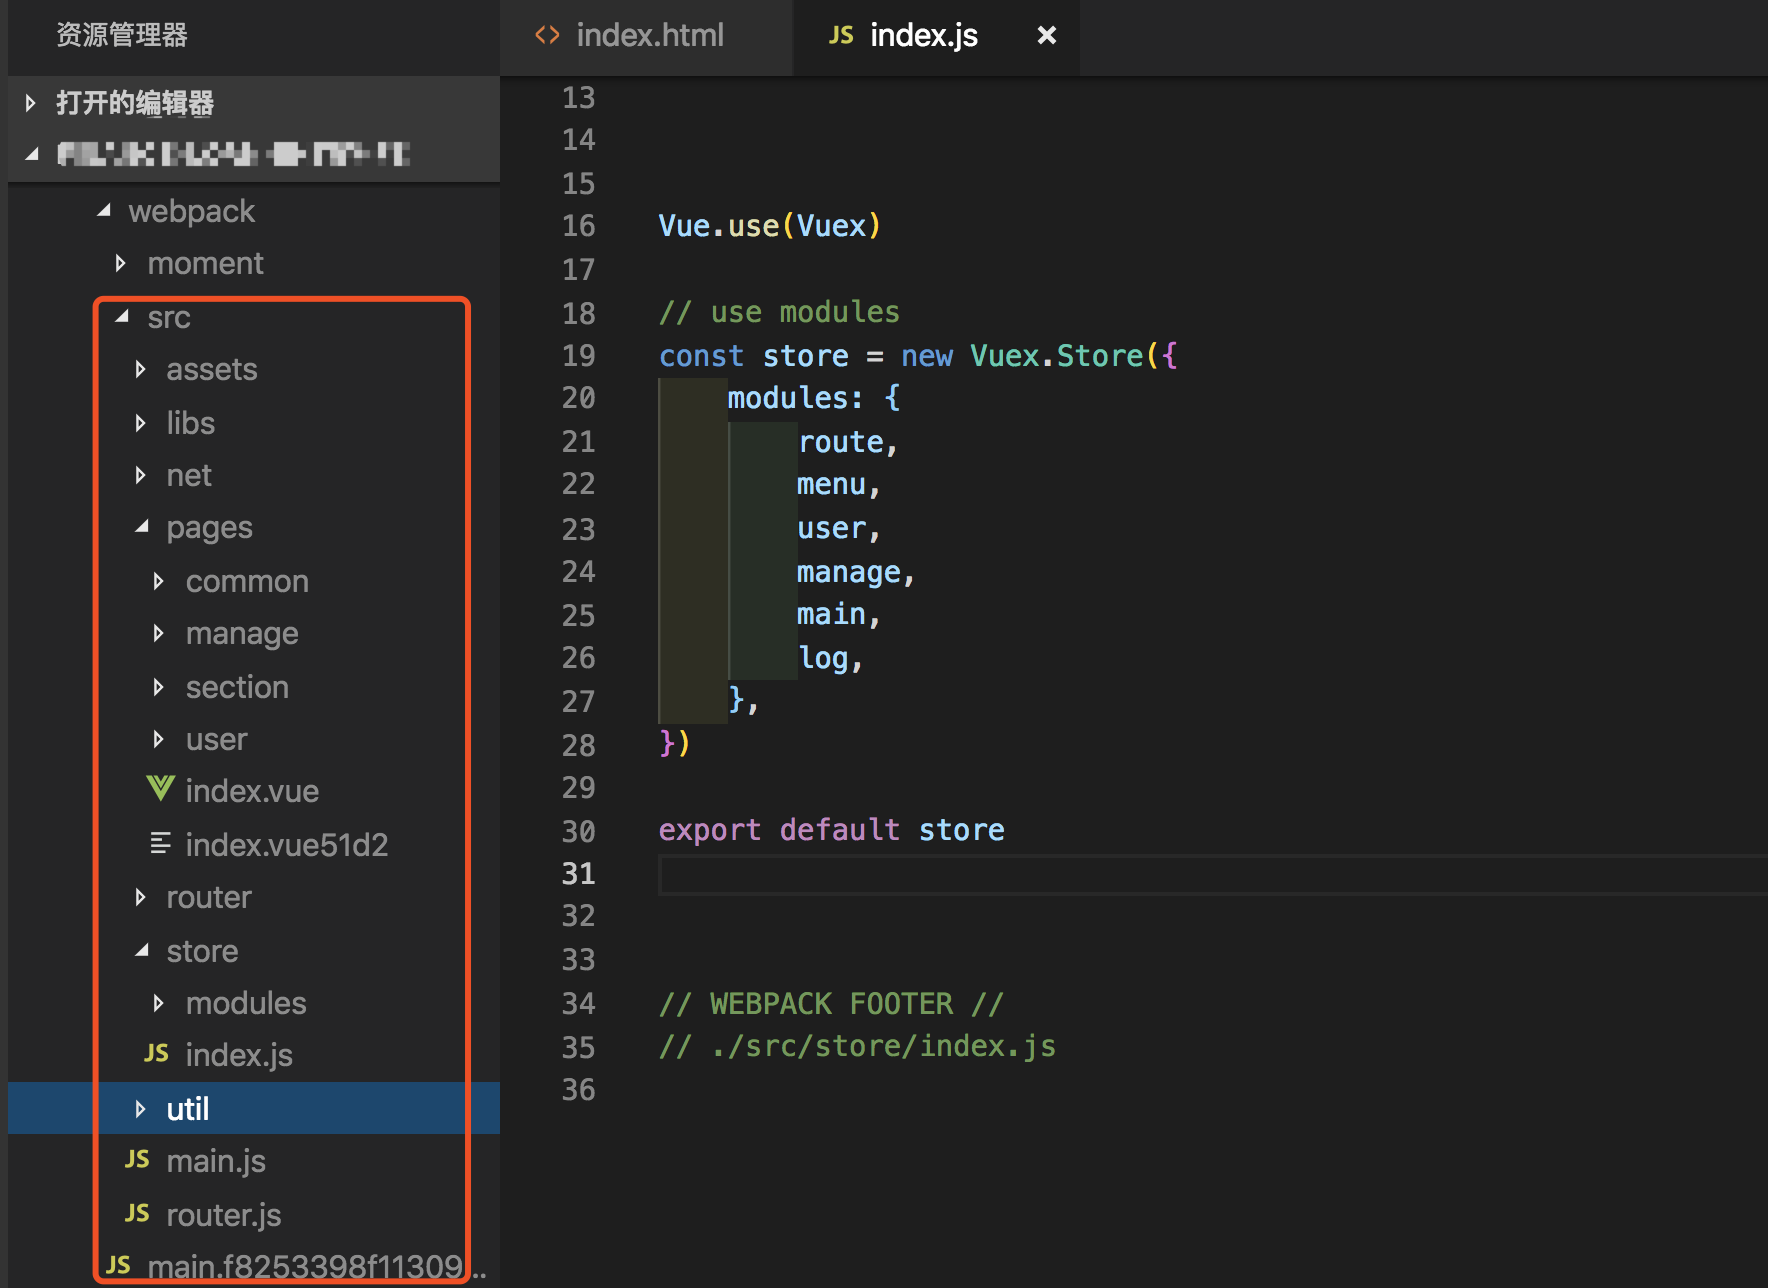 资源管理器
打开的编辑器
webpack
moment
src
assets
libs
net
pages
common
manage
section
user
index.vue
index.vue51d2
router
store
modules
JS index.js
util
JS main.js
JS router.js
JS main.f8253398f11309...
<> index.html
JS index.js ×
13
14
15
16 Vue.use(Vuex)
17
18 // use modules
19 const store = new Vuex.Store({
20 modules: {
21 route,
22 menu,
23 user,
24 manage,
25 main,
26 log,
27 },
28 })
29
30 export default store
31
32
33
34 // WEBPACK FOOTER //
35 // ./src/store/index.js
36